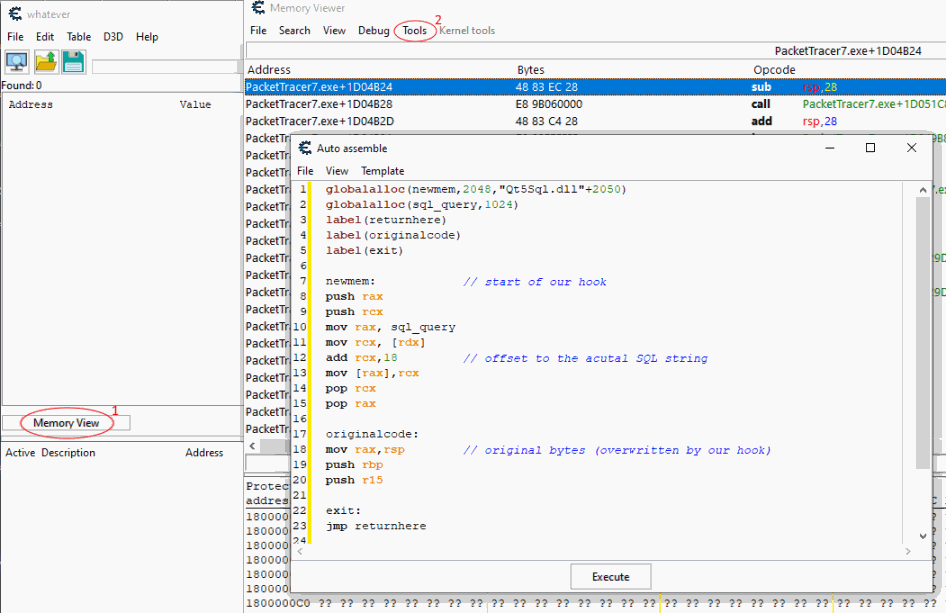 whatever
File Edit Table D3D Help
Found: 0
Address Value
1
Memory View
Active Description Address
Memory Viewer
2
File Search View Debug Tools Kernel tools
PacketTracer7.exe+1D04B24
Address Bytes Opcode
PacketTracer7.exe+1D04B24 48 83 EC 28 sub rsp,28
PacketTracer7.exe+1D04B28 E8 9B060000 call PacketTracer7.exe+1D051C8
PacketTracer7.exe+1D04B2D 48 83 C4 28 add rsp,28
Auto assemble
File View Template
1 globalalloc(newmem,2048,"Qt5Sql.dll"+2050)
2 globalalloc(sql_query,1024)
3 label(returnhere)
4 label(originalcode)
5 label(exit)
6
7 newmem: // start of our hook
8 push rax
9 push rcx
10 mov rax, sql_query
11 mov rcx, [rdx]
12 add rcx,18 // offset to the acutal SQL string
13 mov [rax],rcx
14 pop rcx
15 pop rax
16
17 originalcode:
18 mov rax,rsp // original bytes (overwritten by our hook)
19 push rbp
20 push r15
21
22 exit:
23 jmp returnhere
24
Execute
Protec
addres
1800000C0 ?? ?? ?? ?? ?? ?? ?? ?? ?? ?? ?? ?? ?? ?? ?? ?? ?? ?? ?? ?? ??